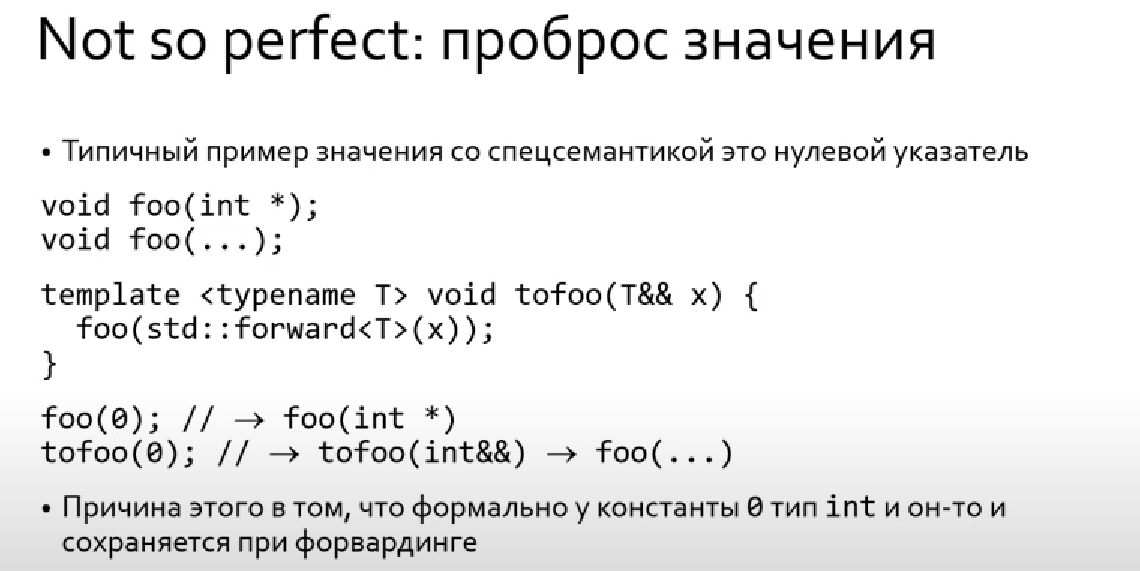 Not so perfect: проброс значения
• Типичный пример значения со спецсемантикой это нулевой указатель
void foo(int *);
void foo(...);
template <typename T> void tofoo(T&& x) {
  foo(std::forward<T>(x));
}
foo(0); // → foo(int *)
tofoo(0); // → tofoo(int&&) → foo(...)
• Причина этого в том, что формально у константы 0 тип int и он-то и
сохраняется при форвардинге